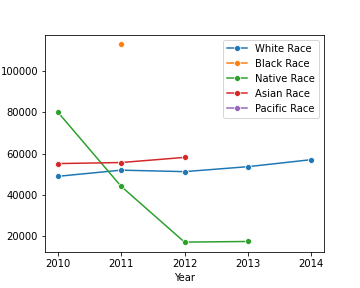 White Race
Black Race
Native Race
Asian Race
Pacific Race
100000
80000
60000
40000
20000
2010 2011 2012 2013 2014
Year